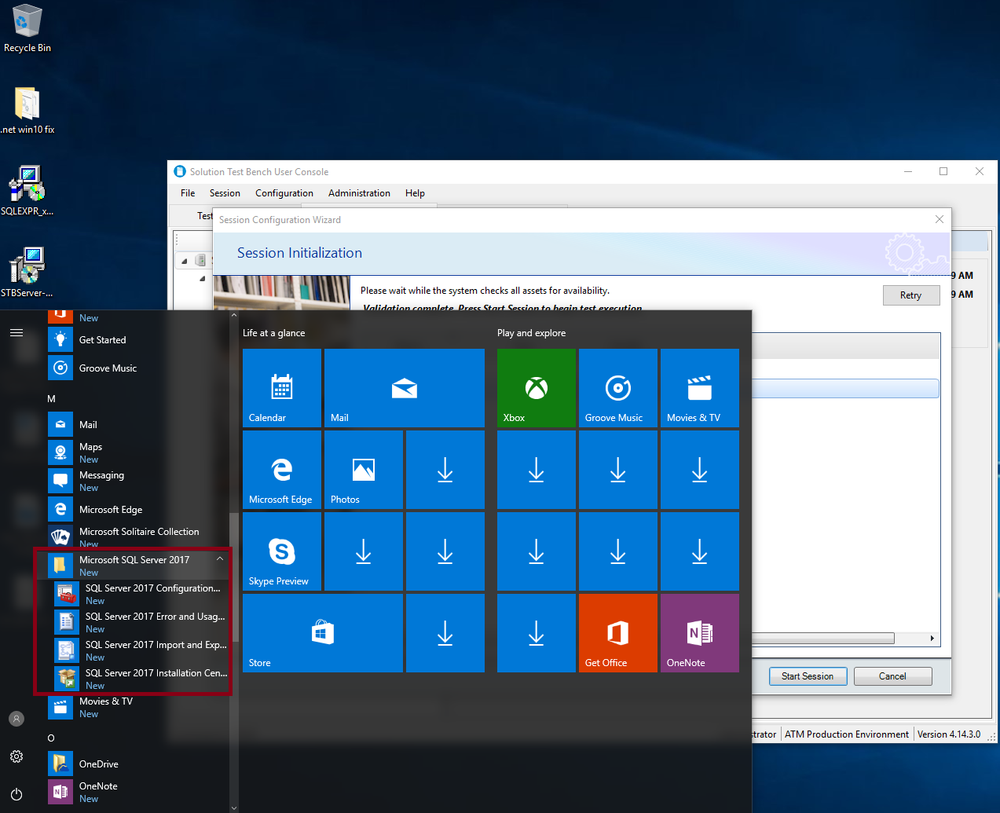 Recycle Bin
.net win10 fix
SQLEXPR_x...
STBServer-...
Solution Test Bench User Console
File Session Configuration Administration Help
Test
Session Configuration Wizard
Session Initialization
9 AM
9 AM
Please wait while the system checks all assets for availability.
Validation complete. Press Start Session to begin test execution
Retry
Start Session
Cancel
ATM Production Environment
Version 4.14.3.0
New
Get Started
Groove Music
M
Mail
Maps
New
Messaging
New
Microsoft Edge
Microsoft Solitaire Collection
New
Microsoft SQL Server 2017
New
SQL Server 2017 Configuration...
New
SQL Server 2017 Error and Usag...
New
SQL Server 2017 Import and Exp...
New
SQL Server 2017 Installation Cen...
New
Movies & TV
New
O
OneDrive
OneNote
New
Life at a glance
Calendar
Mail
Microsoft Edge
Photos
Skype Preview
Store
Play and explore
Xbox
Groove Music
Movies & TV
Get Office
OneNote